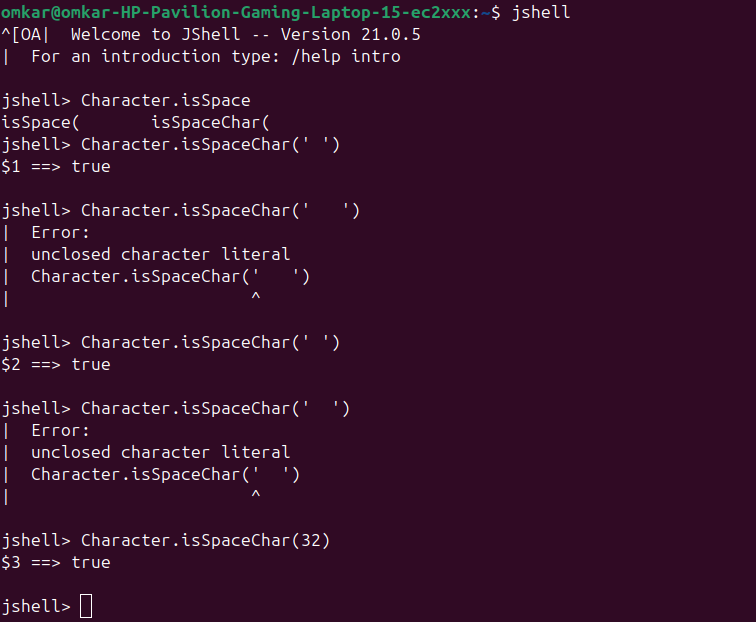 omkar@omkar-HP-Pavilion-Gaming-Laptop-15-ec2xxx:~$ jshell
^[OA|  Welcome to JShell -- Version 21.0.5
|  For an introduction type: /help intro

jshell> Character.isSpace
isSpace(       isSpaceChar(
jshell> Character.isSpaceChar(' ')
$1 ==> true

jshell> Character.isSpaceChar('   ')
|  Error:
|  unclosed character literal
|  Character.isSpaceChar('   ')
|                         ^

jshell> Character.isSpaceChar(' ')
$2 ==> true

jshell> Character.isSpaceChar('  ')
|  Error:
|  unclosed character literal
|  Character.isSpaceChar('  ')
|                         ^

jshell> Character.isSpaceChar(32)
$3 ==> true

jshell>